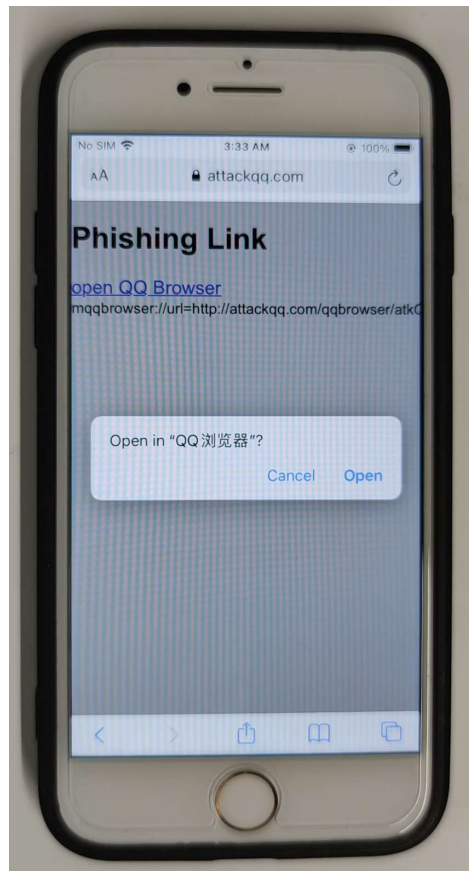 No SIM 3:33 AM 100%
AA attackqq.com
Phishing Link
open QQ Browser
mqqbrowser://url=http://attackqq.com/qqbrowser/atk
Open in “QQ浏览器”?
Cancel Open